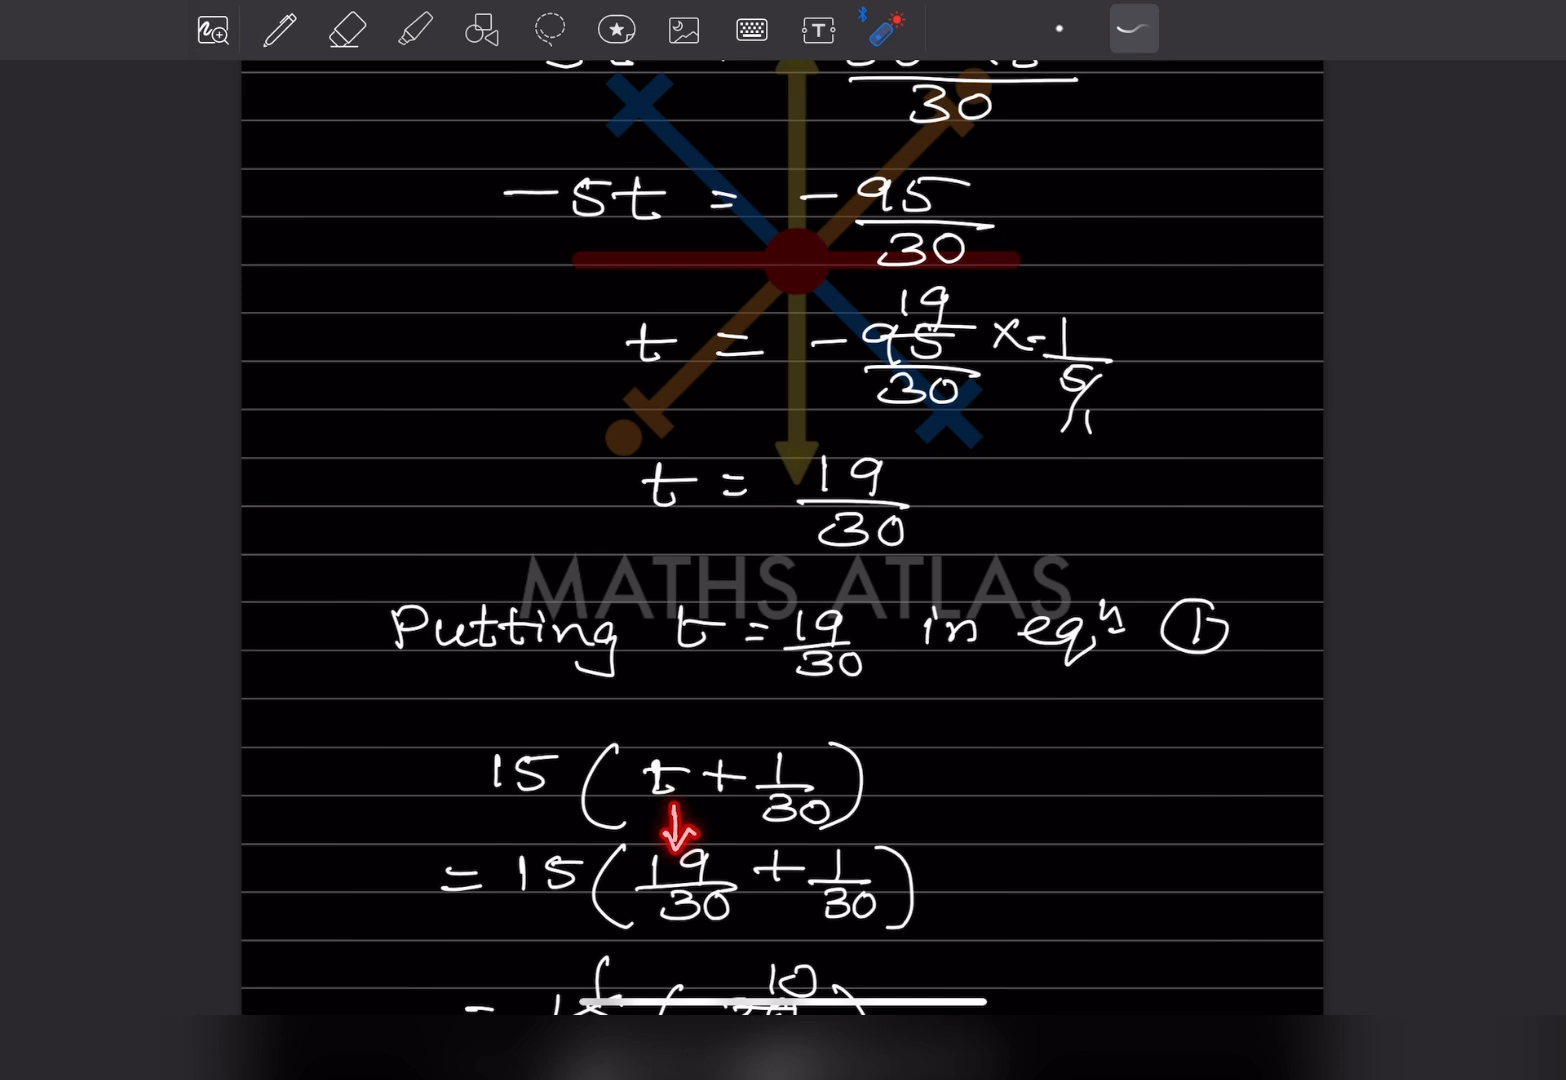 30
-5t = -95/30
t = -95/30 × -1/5 19 1
t = 19/30
MATHS ATLAS
Putting t = 19/30 in eqⁿ ①
15 (t + 1/30)
= 15 (19/30 + 1/30)
10